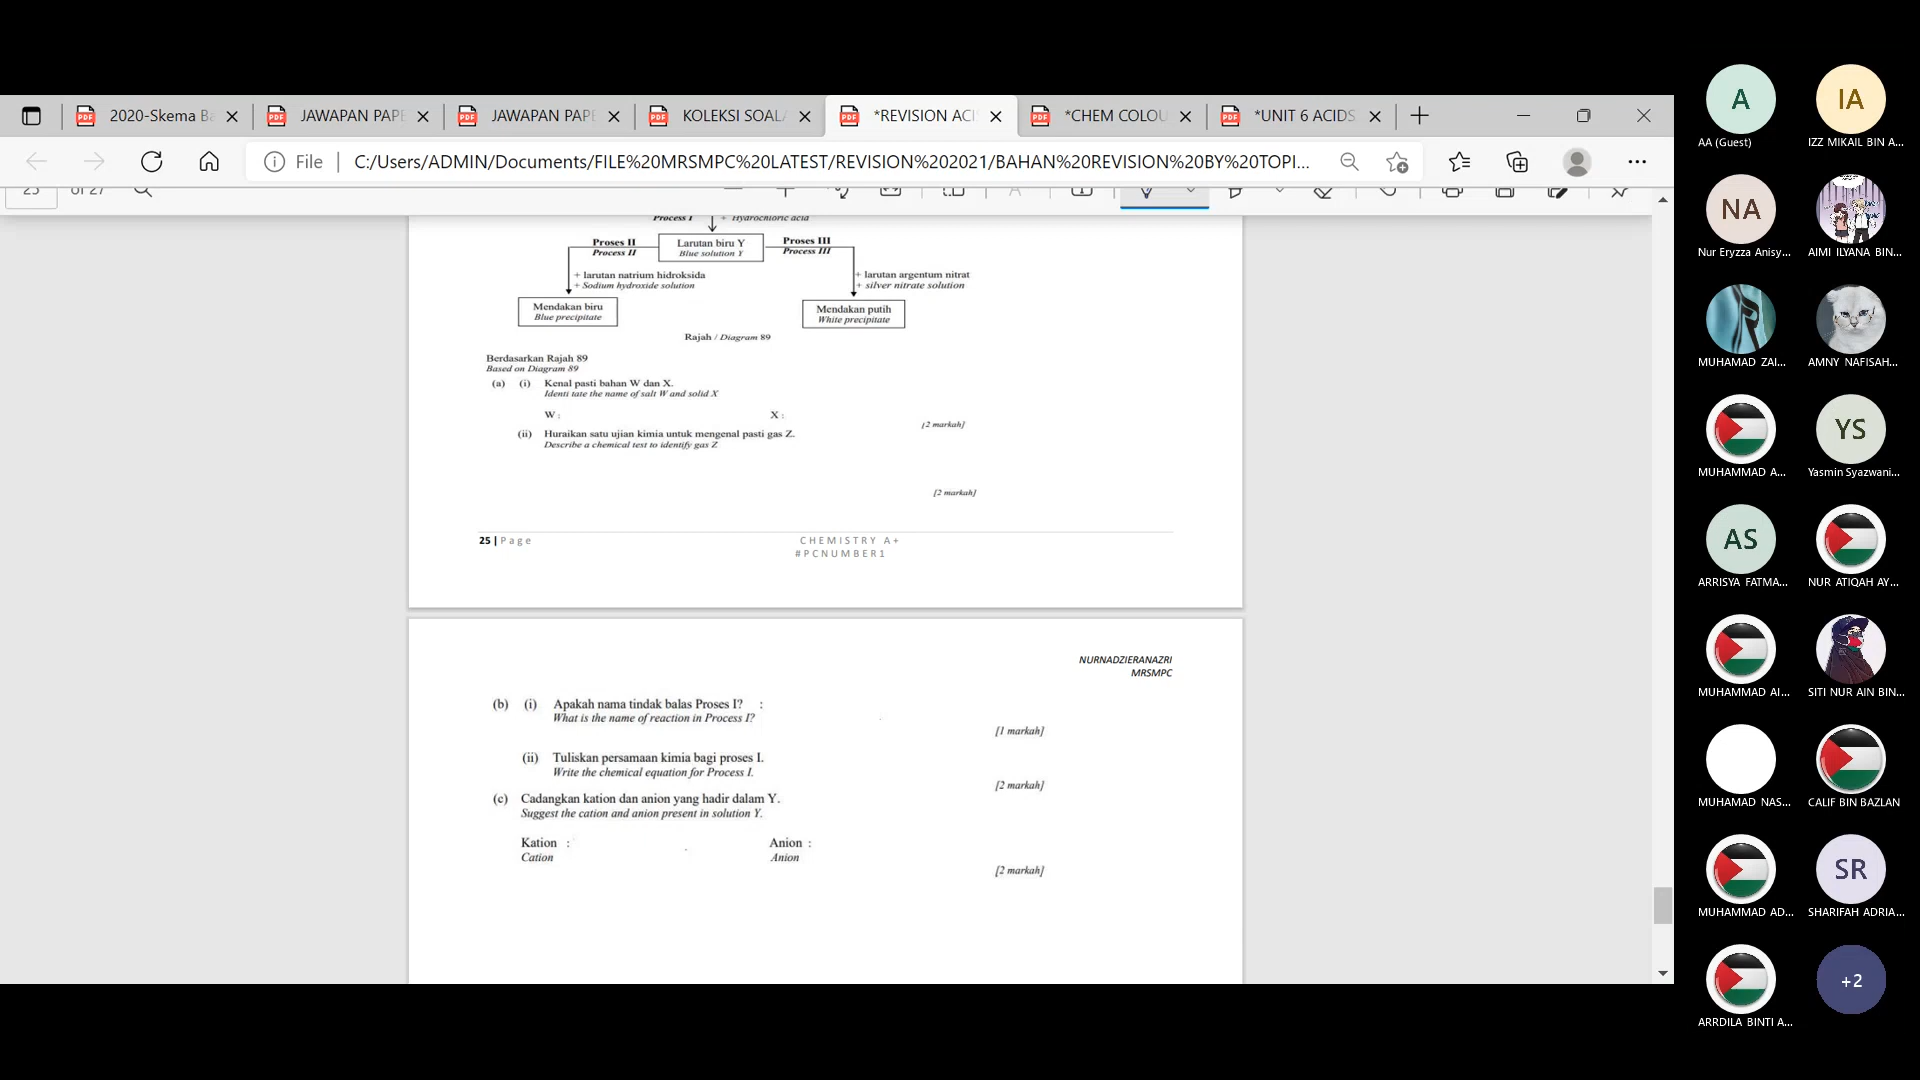 2020-Skema Ba
JAWAPAN PAPE
JAWAPAN PAPE
KOLEKSI SOALA
*REVISION ACI
*CHEM COLOU
*UNIT 6 ACIDS
File
C:/Users/ADMIN/Documents/FILE%20MRSMPC%20LATEST/REVISION%202021/BAHAN%20REVISION%20BY%20TOPI...
25 of 27
Process I + Hydrochloric acid
Proses II
Process II
Larutan biru Y
Blue solution Y
Proses III
Process III
+ larutan natrium hidroksida
+ Sodium hydroxide solution
+ larutan argentum nitrat
+ silver nitrate solution
Mendakan biru
Blue precipitate
Mendakan putih
White precipitate
Rajah / Diagram 89
Berdasarkan Rajah 89
Based on Diagram 89
(a) (i) Kenal pasti bahan W dan X.
Identi tate the name of salt W and solid X
W : X :
[2 markah]
(ii) Huraikan satu ujian kimia untuk mengenal pasti gas Z.
Describe a chemical test to identify gas Z
[2 markah]
25 | Page
CHEMISTRY A+
#PCNUMBER1
NURNADZIERANAZRI
MRSMPC
(b) (i) Apakah nama tindak balas Proses I? :
What is the name of reaction in Process I?
[1 markah]
(ii) Tuliskan persamaan kimia bagi proses I.
Write the chemical equation for Process I.
[2 markah]
(c) Cadangkan kation dan anion yang hadir dalam Y.
Suggest the cation and anion present in solution Y.
Kation : Anion :
Cation Anion
[2 markah]
A
AA (Guest)
IA
IZZ MIKAIL BIN A...
NA
Nur Eryzza Anisy...
AIMI ILYANA BIN...
MUHAMAD ZAI...
AMNY NAFISAH...
MUHAMMAD A...
YS
Yasmin Syazwani...
AS
ARRISYA FATMA...
NUR ATIQAH AY...
MUHAMMAD AI...
SITI NUR AIN BIN...
MUHAMAD NAS...
CALIF BIN BAZLAN
MUHAMMAD AD...
SR
SHARIFAH ADRIA...
ARRDILA BINTI A...
+2